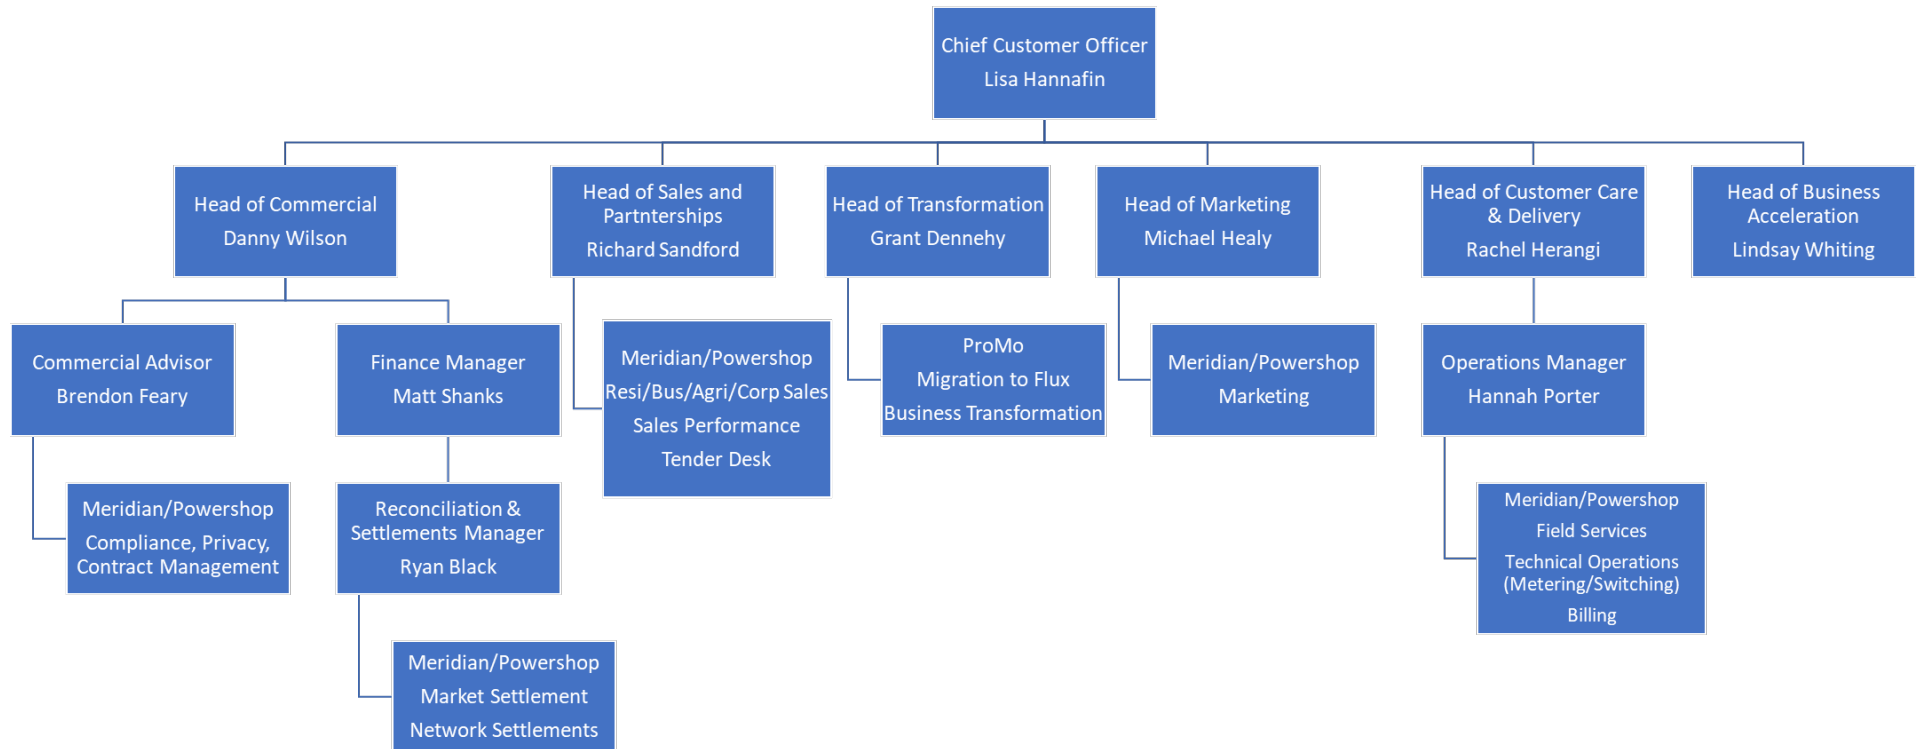 Chief Customer Officer
Lisa Hannafin
Head of Commercial
Danny Wilson
Head of Sales and
Partnterships
Richard Sandford
Head of Transformation
Grant Dennehy
Head of Marketing
Michael Healy
Head of Customer Care
& Delivery
Rachel Herangi
Head of Business
Acceleration
Lindsay Whiting
Commercial Advisor
Brendon Feary
Finance Manager
Matt Shanks
Meridian/Powershop
Resi/Bus/Agri/Corp Sales
Sales Performance
Tender Desk
ProMo
Migration to Flux
Business Transformation
Meridian/Powershop
Marketing
Operations Manager
Hannah Porter
Meridian/Powershop
Compliance, Privacy,
Contract Management
Reconciliation &
Settlements Manager
Ryan Black
Meridian/Powershop
Field Services
Technical Operations
(Metering/Switching)
Billing
Meridian/Powershop
Market Settlement
Network Settlements